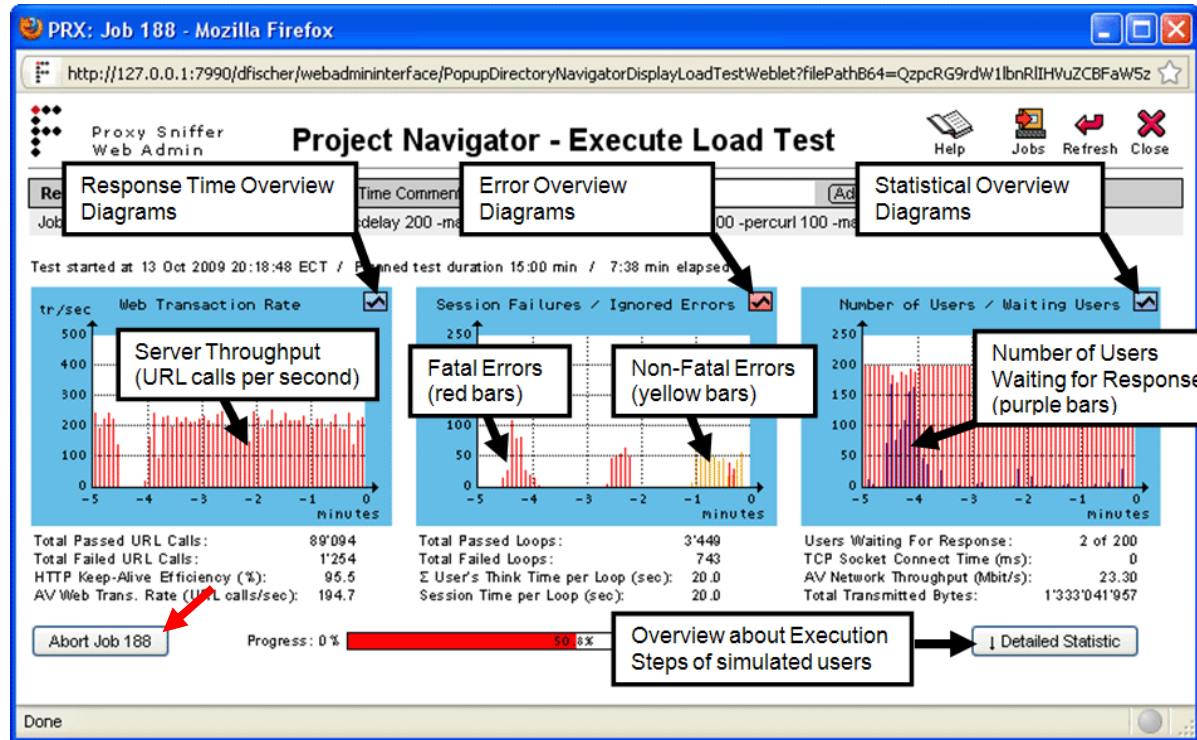 PRX: Job 188 - Mozilla Firefox
http://127.0.0.1:7990/dfischer/webadmininterface/PopupDirectoryNavigatorDisplayLoadTestWeblet?filePathB64=QzpcRG9rdW1lbnRlIHVuZCBFaW5z
Proxy Sniffer
Web Admin
Project Navigator - Execute Load Test
Help
Jobs
Refresh
Close
Response Time Overview
Diagrams
Time Comment
Error Overview
Diagrams
Statistical Overview
Diagrams
delay 200
00 -percurl 100
Test started at 13 Oct 2009 20:18:48 ECT / Planned test duration 15:00 min / 7:38 min elapsed
tr/sec
Web Transaction Rate
500
400
300
200
100
0
-5 -4 -3 -2 -1 0
minutes
Server Throughput
(URL calls per second)
Session Failures / Ignored Errors
250
100
50
0
-5 -4 -3 -2 -1 0
minutes
Fatal Errors
(red bars)
Non-Fatal Errors
(yellow bars)
Number of Users / Waiting Users
250
200
150
100
50
0
-5 -4 -3 -2 -1 0
minutes
Number of Users
Waiting for Response
(purple bars)
Total Passed URL Calls: 89'094
Total Failed URL Calls: 1'254
HTTP Keep-Alive Efficiency (%): 95.5
AV Web Trans. Rate (URL calls/sec): 194.7
Total Passed Loops: 3'449
Total Failed Loops: 743
Σ User's Think Time per Loop (sec): 20.0
Session Time per Loop (sec): 20.0
Users Waiting For Response: 2 of 200
TCP Socket Connect Time (ms): 0
AV Network Throughput (Mbit/s): 23.30
Total Transmitted Bytes: 1'333'041'957
Abort Job 188
Progress: 0 %
50.8%
Overview about Execution
Steps of simulated users
↓ Detailed Statistic
Done